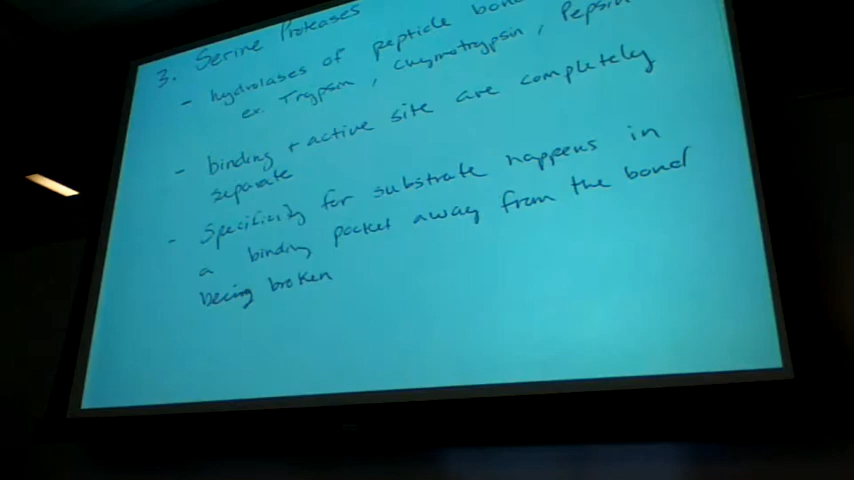 3. Serine Proteases
- hydrolases of peptide bon
ex. Trypsin, Chymotrypsin, Pepsin
- binding + active site are completely
separate
- Specificity for substrate happens in
a binding pocket away from the bond
being broken